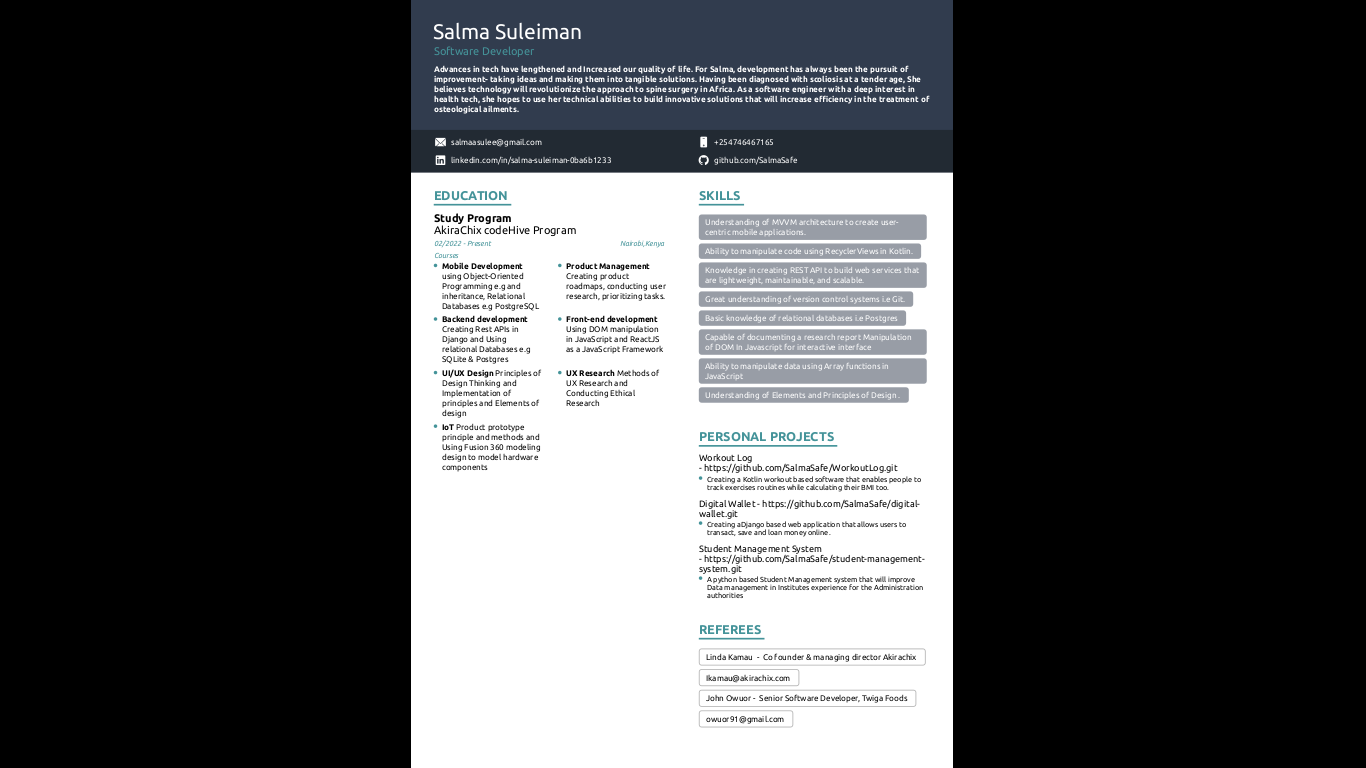 Salma Suleiman
Software Developer
Advances in tech have lengthened and Increased our quality of life. For Salma, development has always been the pursuit of
improvement- taking ideas and making them into tangible solutions. Having been diagnosed with scoliosis at a tender age, She
believes technology will revolutionize the approach to spine surgery in Africa. As a software engineer with a deep interest in
health tech, she hopes to use her technical abilities to build innovative solutions that will increase efficiency in the treatment of
osteological ailments.
salmaasulee@gmail.com
+254746467165
linkedin.com/in/salma-suleiman-0ba6b1233
github.com/SalmaSafe
EDUCATION
Study Program
AkiraChix codeHive Program
02/2022 - Present
Nairobi,Kenya
Courses
Mobile Development
using Object-Oriented
Programming e.g and
inheritance, Relational
Databases e.g PostgreSQL
Product Management
Creating product
roadmaps, conducting user
research, prioritizing tasks.
Backend development
Creating Rest APIs in
Django and Using
relational Databases e.g
SQLite & Postgres
Front-end development
Using DOM manipulation
in JavaScript and ReactJS
as a JavaScript Framework
UI/UX Design Principles of
Design Thinking and
Implementation of
principles and Elements of
design
UX Research Methods of
UX Research and
Conducting Ethical
Research
IoT Product prototype
principle and methods and
Using Fusion 360 modeling
design to model hardware
components
SKILLS
Understanding of MVVM architecture to create user-
centric mobile applications.
Ability to manipulate code using RecyclerViews in Kotlin.
Knowledge in creating REST API to build web services that
are lightweight, maintainable, and scalable.
Great understanding of version control systems i.e Git.
Basic knowledge of relational databases i.e Postgres
Capable of documenting a research report Manipulation
of DOM In Javascript for interactive interface
Ability to manipulate data using Array functions in
JavaScript
Understanding of Elements and Principles of Design.
PERSONAL PROJECTS
Workout Log
- https://github.com/SalmaSafe/WorkoutLog.git
Creating a Kotlin workout based software that enables people to
track exercises routines while calculating their BMI too.
Digital Wallet - https://github.com/SalmaSafe/digital-
wallet.git
Creating aDjango based web application that allows users to
transact, save and loan money online.
Student Management System
- https://github.com/SalmaSafe/student-management-
system.git
A python based Student Management system that will improve
Data management in Institutes experience for the Administration
authorities
REFEREES
Linda Kamau - Cofounder & managing director Akirachix
lkamau@akirachix.com
John Owuor - Senior Software Developer, Twiga Foods
owuor91@gmail.com